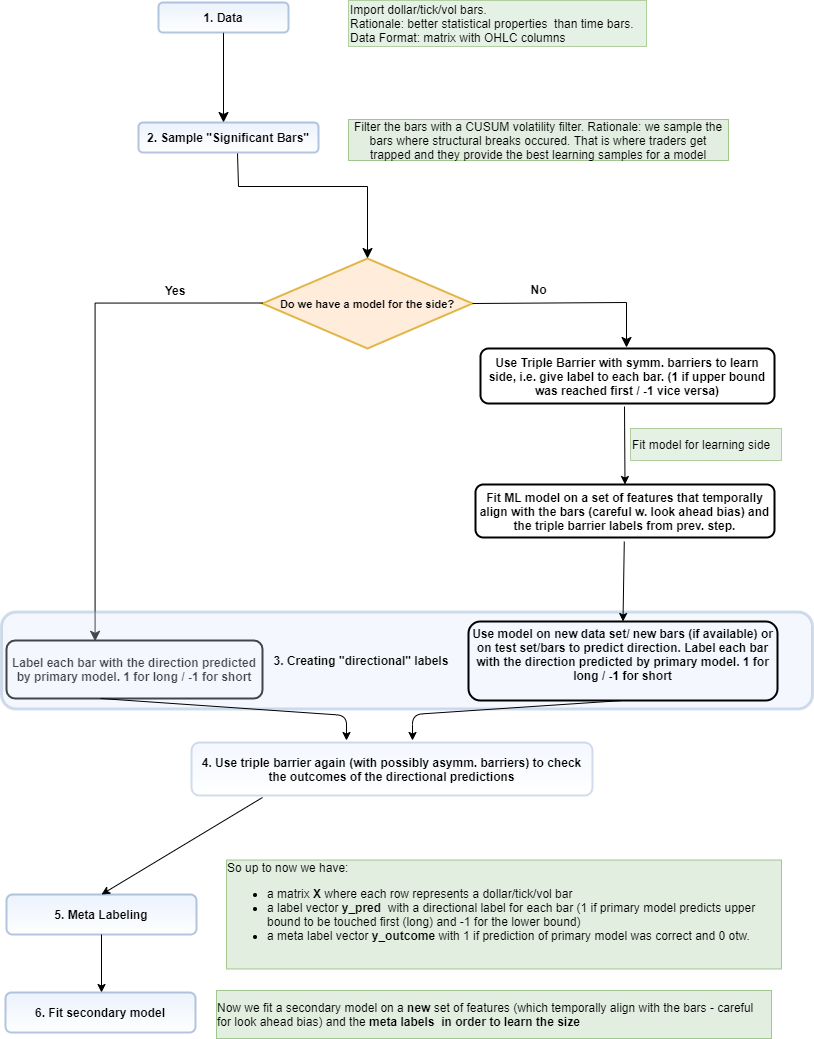 1. Data
Import dollar/tick/vol bars.
Rationale: better statistical properties  than time bars.
Data Format: matrix with OHLC columns
2. Sample "Significant Bars"
Filter the bars with a CUSUM volatility filter. Rationale: we sample the
bars where structural breaks occured. That is where traders get
trapped and they provide the best learning samples for a model
Do we have a model for the side?
Yes
No
Use Triple Barrier with symm. barriers to learn
side, i.e. give label to each bar. (1 if upper bound
was reached first / -1 vice versa)
Fit model for learning side
Fit ML model on a set of features that temporally
align with the bars (careful w. look ahead bias) and
the triple barrier labels from prev. step.
Label each bar with the direction predicted
by primary model. 1 for long / -1 for short
3. Creating "directional" labels
Use model on new data set/ new bars (if available) or
on test set/bars to predict direction. Label each bar
with the direction predicted by primary model. 1 for
long / -1 for short
4. Use triple barrier again (with possibly asymm. barriers) to check
the outcomes of the directional predictions
5. Meta Labeling
So up to now we have:
• a matrix X where each row represents a dollar/tick/vol bar
• a label vector y_pred  with a directional label for each bar (1 if primary model predicts upper
bound to be touched first (long) and -1 for the lower bound)
• a meta label vector y_outcome with 1 if prediction of primary model was correct and 0 otw.
6. Fit secondary model
Now we fit a secondary model on a new set of features (which temporally align with the bars - careful
for look ahead bias) and the meta labels  in order to learn the size